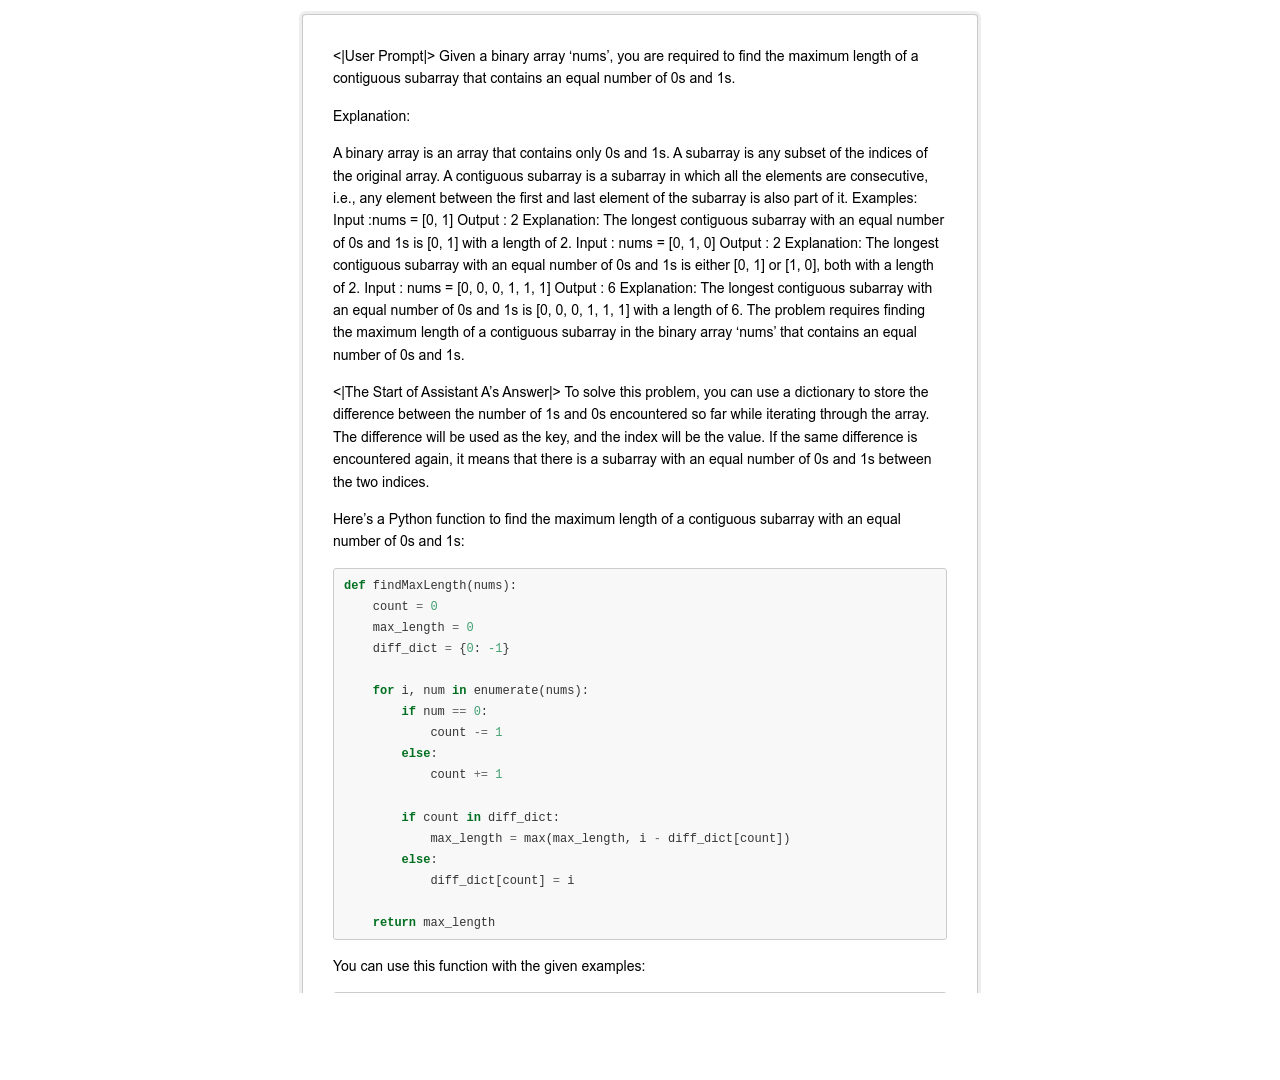 <|User Prompt|> Given a binary array ‘nums’, you are required to find the maximum length of a
contiguous subarray that contains an equal number of 0s and 1s.
Explanation:
A binary array is an array that contains only 0s and 1s. A subarray is any subset of the indices of
the original array. A contiguous subarray is a subarray in which all the elements are consecutive,
i.e., any element between the first and last element of the subarray is also part of it. Examples:
Input :nums = [0, 1] Output : 2 Explanation: The longest contiguous subarray with an equal number
of 0s and 1s is [0, 1] with a length of 2. Input : nums = [0, 1, 0] Output : 2 Explanation: The longest
contiguous subarray with an equal number of 0s and 1s is either [0, 1] or [1, 0], both with a length
of 2. Input : nums = [0, 0, 0, 1, 1, 1] Output : 6 Explanation: The longest contiguous subarray with
an equal number of 0s and 1s is [0, 0, 0, 1, 1, 1] with a length of 6. The problem requires finding
the maximum length of a contiguous subarray in the binary array ‘nums’ that contains an equal
number of 0s and 1s.
<|The Start of Assistant A’s Answer|> To solve this problem, you can use a dictionary to store the
difference between the number of 1s and 0s encountered so far while iterating through the array.
The difference will be used as the key, and the index will be the value. If the same difference is
encountered again, it means that there is a subarray with an equal number of 0s and 1s between
the two indices.
Here’s a Python function to find the maximum length of a contiguous subarray with an equal
number of 0s and 1s:
def findMaxLength(nums):
    count = 0
    max_length = 0
    diff_dict = {0: -1}
    for i, num in enumerate(nums):
        if num == 0:
            count -= 1
        else:
            count += 1
        if count in diff_dict:
            max_length = max(max_length, i - diff_dict[count])
        else:
            diff_dict[count] = i
    return max_length
You can use this function with the given examples: